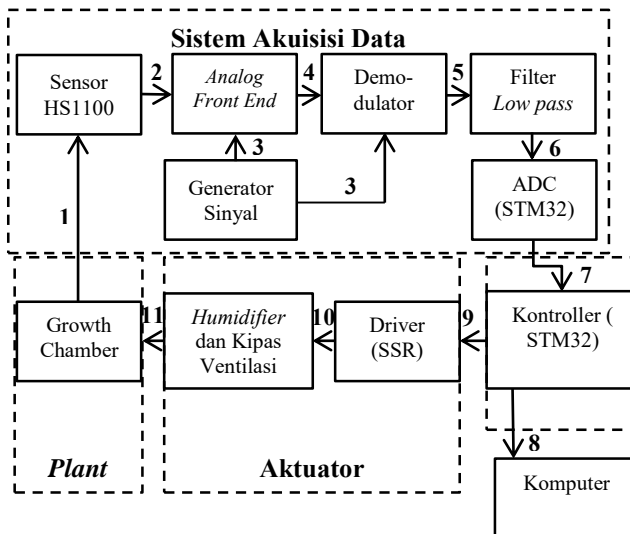 Sistem Akuisisi Data
Sensor
HS1100
2
Analog
Front End
4
Demo-
dulator
5
Filter
Low pass
3
Generator
Sinyal
3
6
ADC
(STM32)
1
7
Growth
Chamber
11
Humidifier
dan Kipas
Ventilasi
10
Driver
(SSR)
9
Kontroller (
STM32)
8
Plant
Aktuator
Komputer